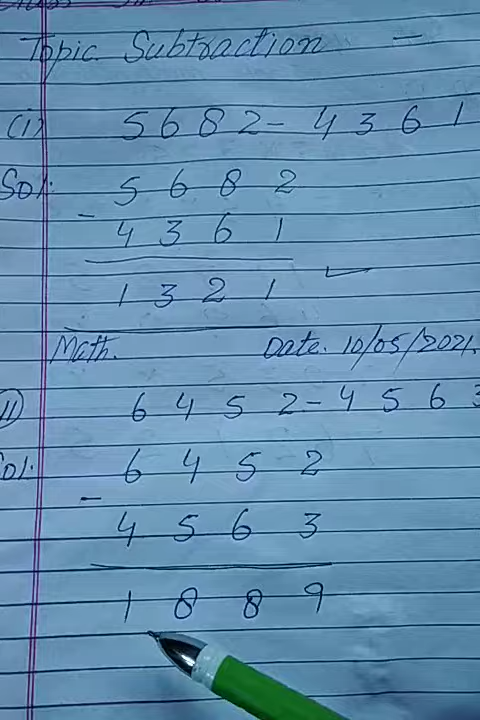 Topic Subtraction -
(i) 5682-4361
Sol. 5682
- 4361
1321
Math. Date. 10/05/2021.
(11) 6452-4563
Sol. 6452
- 4563
1889